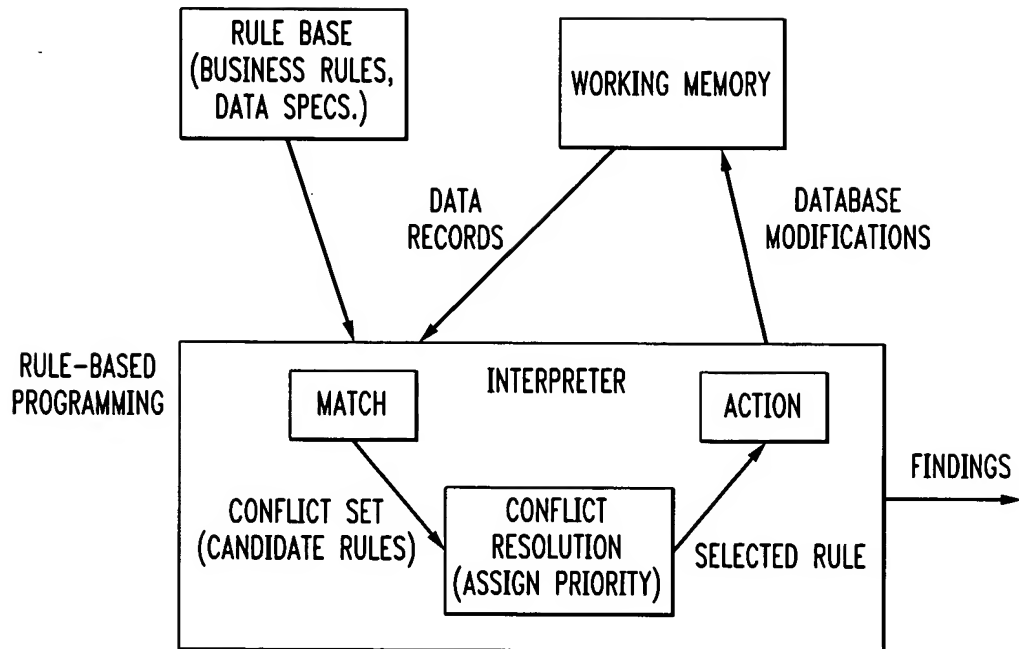 RULE BASE
(BUSINESS RULES,
DATA SPECS.)
WORKING MEMORY
DATA
RECORDS
DATABASE
MODIFICATIONS
RULE-BASED
PROGRAMMING
INTERPRETER
MATCH
ACTION
FINDINGS
CONFLICT SET
(CANDIDATE RULES)
CONFLICT
RESOLUTION
(ASSIGN PRIORITY)
SELECTED RULE